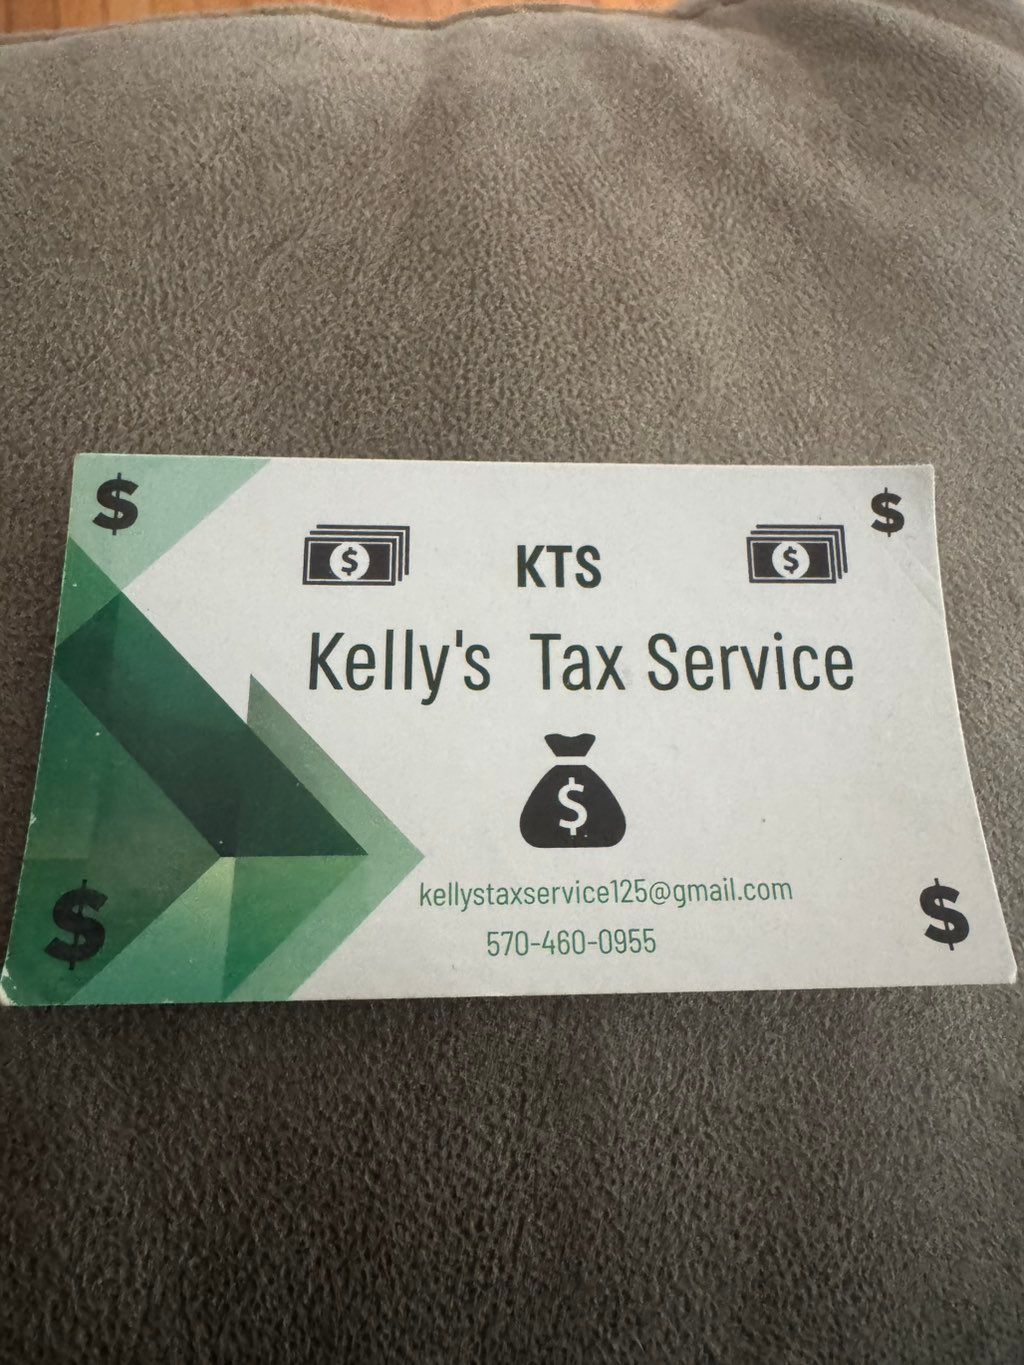 $
$
$
$
KTS
Kelly's Tax Service
$
kellystaxservice125@gmail.com
570-460-0955
$
$